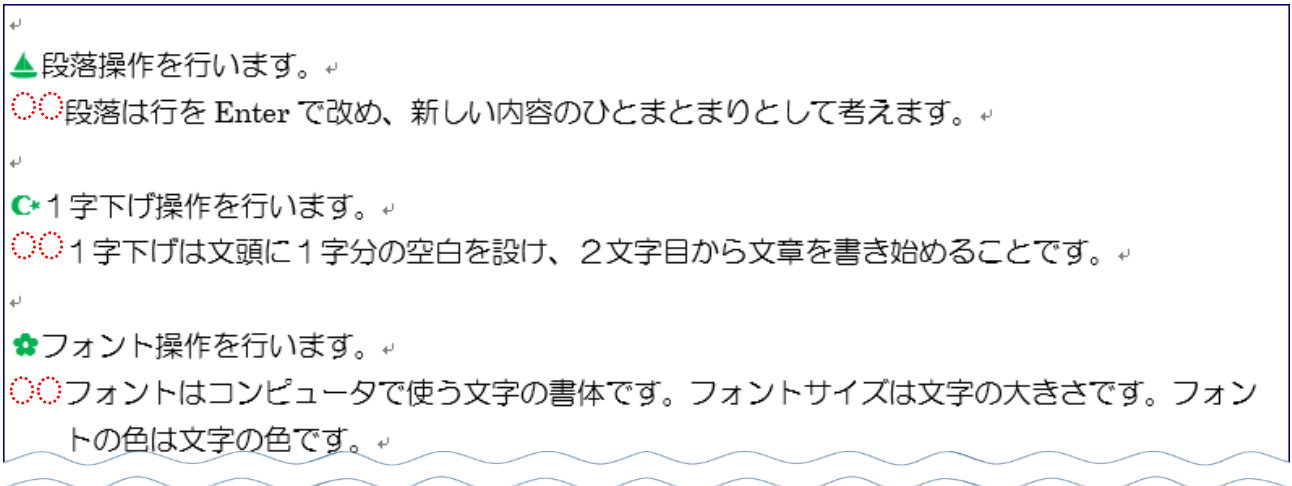 段落操作を行います。
段落は行を Enter で改め、新しい内容のひとまとまりとして考えます。
１字下げ操作を行います。
１字下げは文頭に１字分の空白を設け、２文字目から文章を書き始めることです。
フォント操作を行います。
フォントはコンピュータで使う文字の書体です。フォントサイズは文字の大きさです。フォン
トの色は文字の色です。